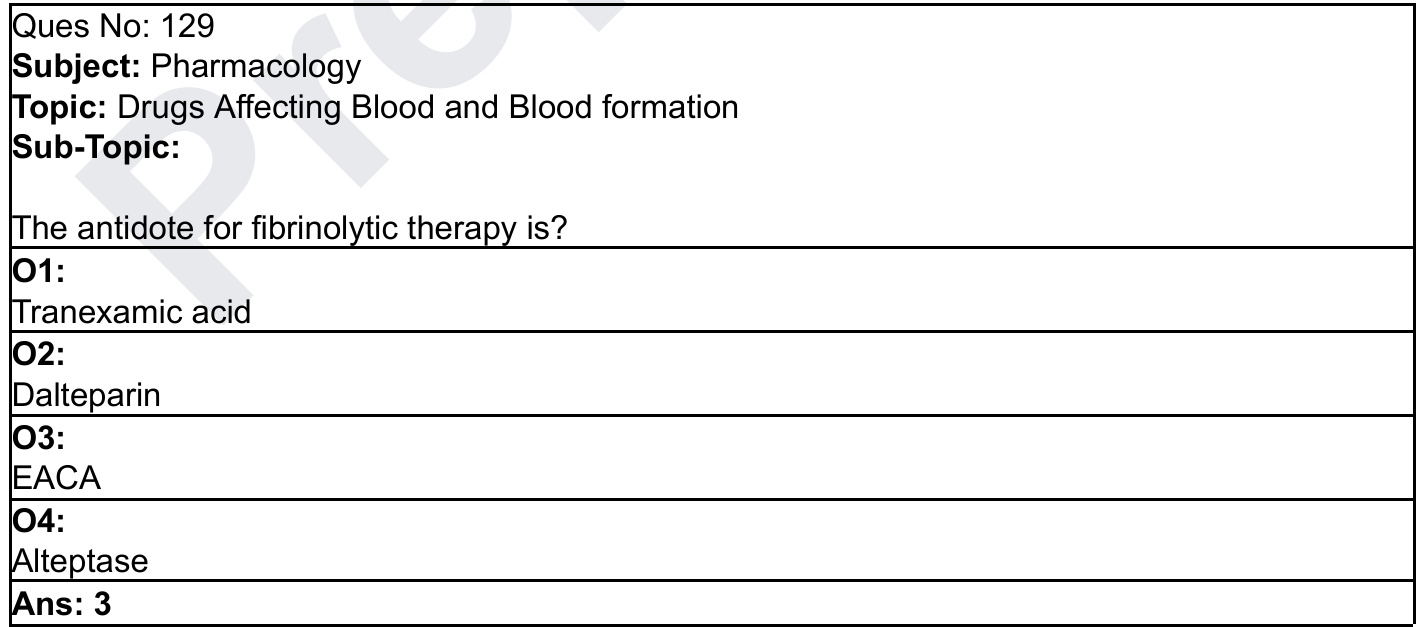 Ques No: 129
Subject: Pharmacology
Topic: Drugs Affecting Blood and Blood formation
Sub-Topic:
The antidote for fibrinolytic therapy is?
O1:
Tranexamic acid
O2:
Dalteparin
O3:
EACA
O4:
Alteptase
Ans: 3